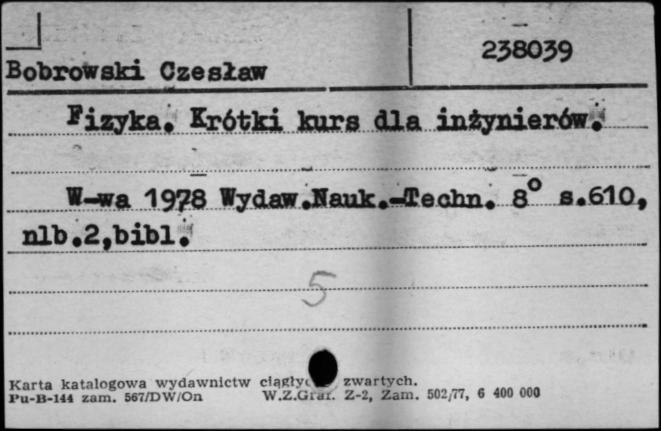 238039
Bobrowski Czesław
Fizyka. Krótki kurs dla inżynierów.
W-wa 1978 Wydaw.Nauk.-Techn. 8° s.610,
nlb.2,bibl.
5
Karta katalogowa wydawnictw zwartych.
Pu-B-144 zam. 567/DW/On W.Z.Graf. Z-2, Zam. 502/77, 6 400 000